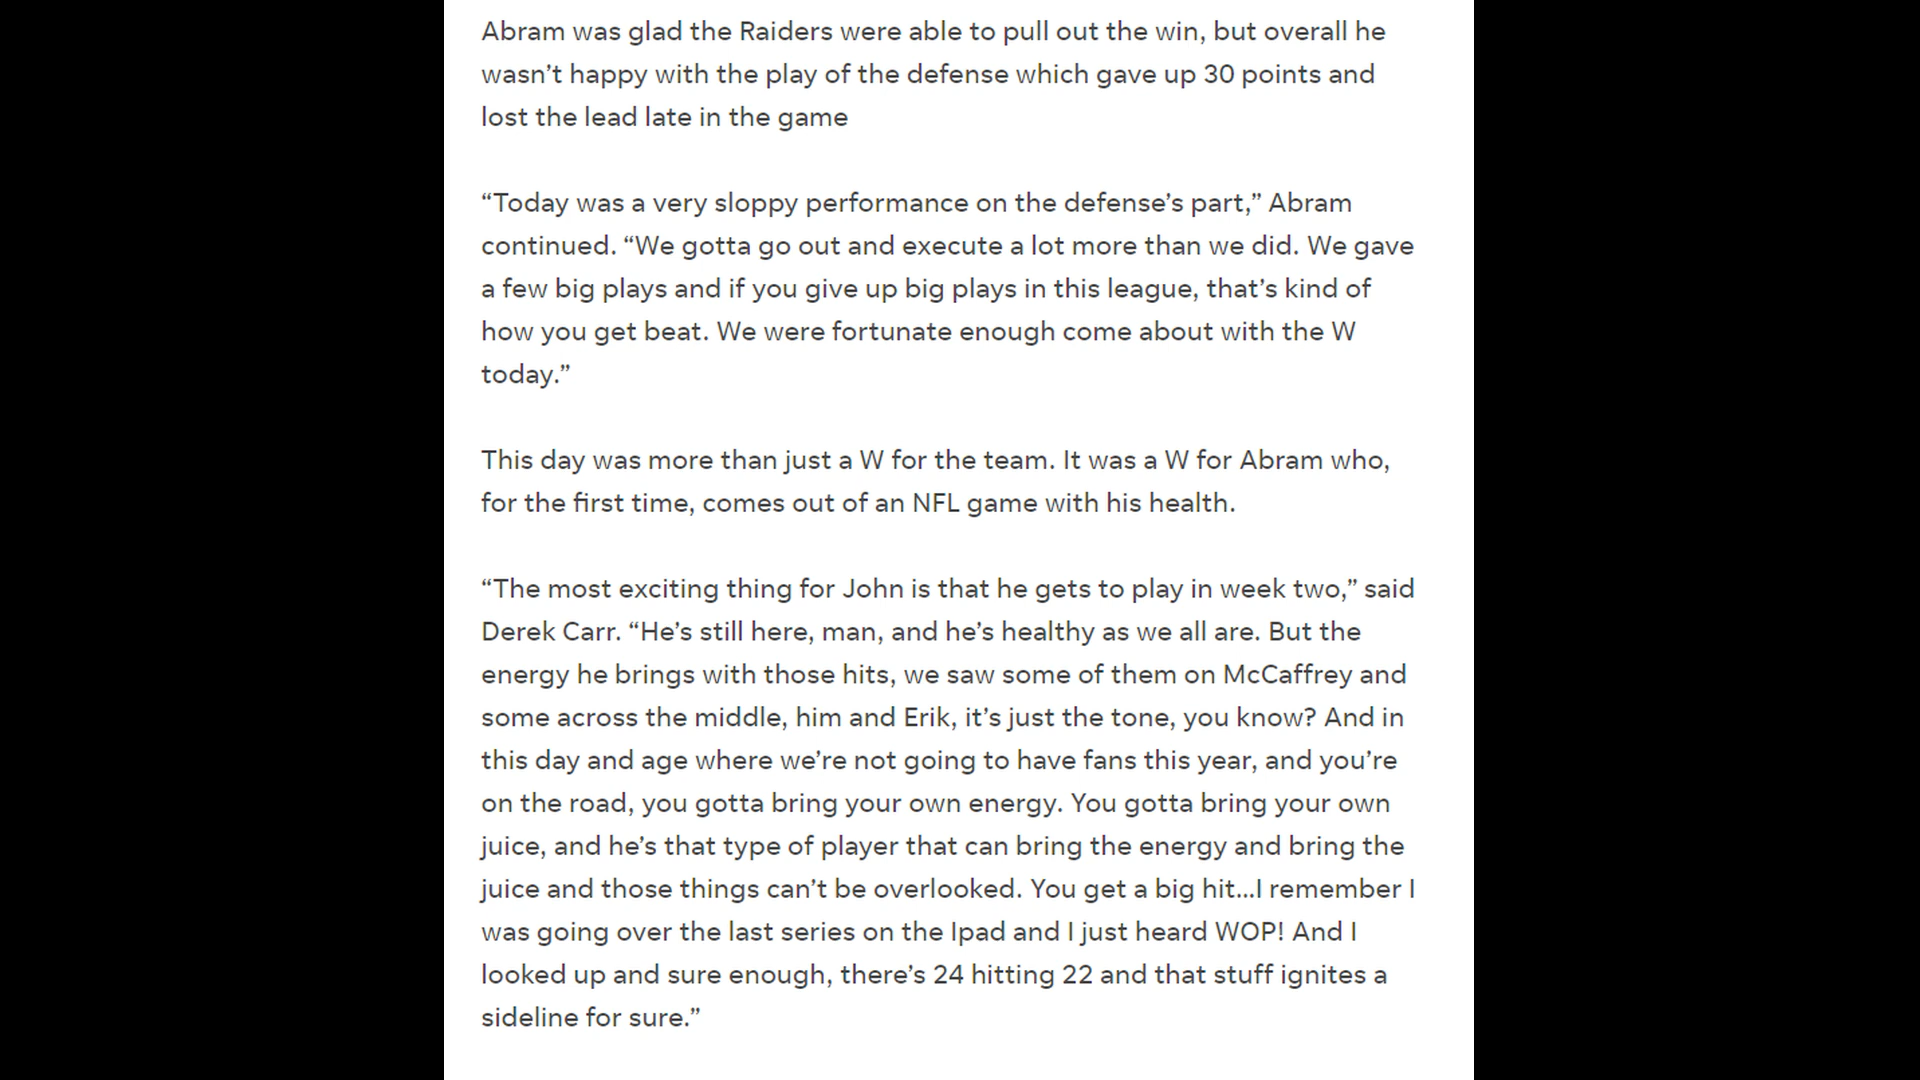 Abram was glad the Raiders were able to pull out the win, but overall he
wasn’t happy with the play of the defense which gave up 30 points and
lost the lead late in the game
“Today was a very sloppy performance on the defense’s part,” Abram
continued. “We gotta go out and execute a lot more than we did. We gave
a few big plays and if you give up big plays in this league, that’s kind of
how you get beat. We were fortunate enough come about with the W
today.”
This day was more than just a W for the team. It was a W for Abram who,
for the first time, comes out of an NFL game with his health.
“The most exciting thing for John is that he gets to play in week two,” said
Derek Carr. “He’s still here, man, and he’s healthy as we all are. But the
energy he brings with those hits, we saw some of them on McCaffrey and
some across the middle, him and Erik, it’s just the tone, you know? And in
this day and age where we’re not going to have fans this year, and you’re
on the road, you gotta bring your own energy. You gotta bring your own
juice, and he’s that type of player that can bring the energy and bring the
juice and those things can’t be overlooked. You get a big hit…I remember I
was going over the last series on the Ipad and I just heard WOP! And I
looked up and sure enough, there’s 24 hitting 22 and that stuff ignites a
sideline for sure.”